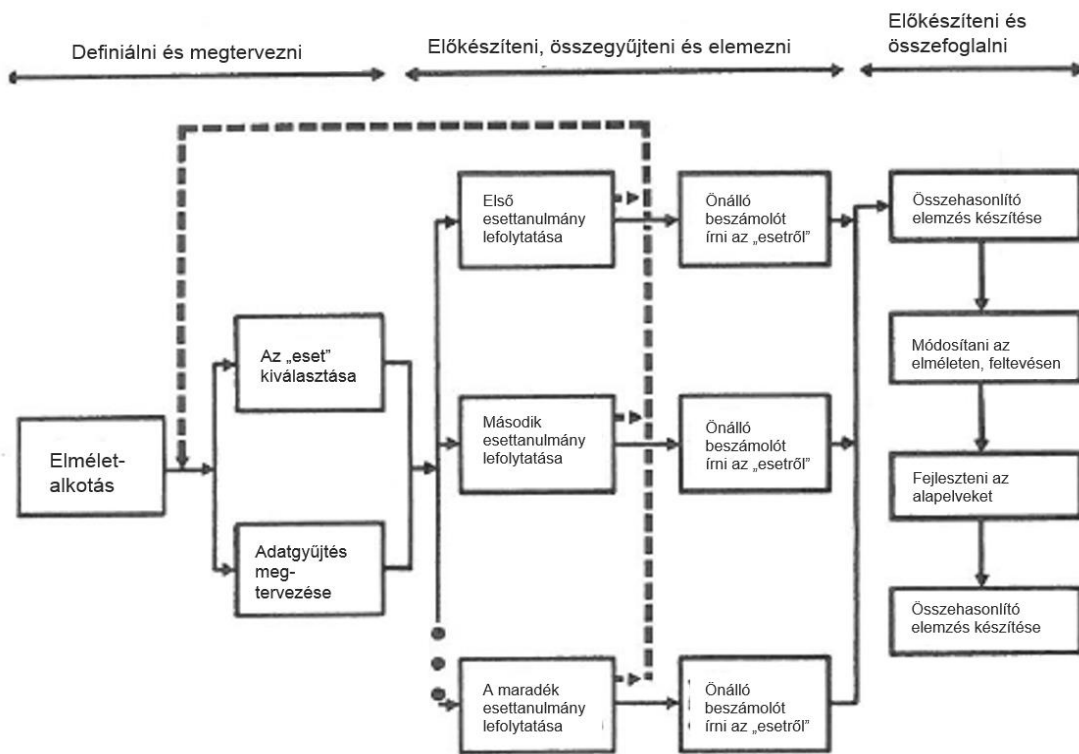 Definiálni és megtervezni
Előkészíteni, összegyűjteni és elemezni
Előkészíteni és
összefoglalni
Elmélet-
alkotás
Az „eset”
kiválasztása
Adatgyűjtés
meg-
tervezése
Első
esettanulmány
lefolytatása
Önálló
beszámolót
írni az „esetről”
Második
esettanulmány
lefolytatása
Önálló
beszámolót
írni az „esetről”
A maradék
esettanulmány
lefolytatása
Önálló
beszámolót
írni az „esetről”
Összehasonlító
elemzés készítése
Módosítani az
elméleten, feltevésen
Fejleszteni az
alapelveket
Összehasonlító
elemzés készítése